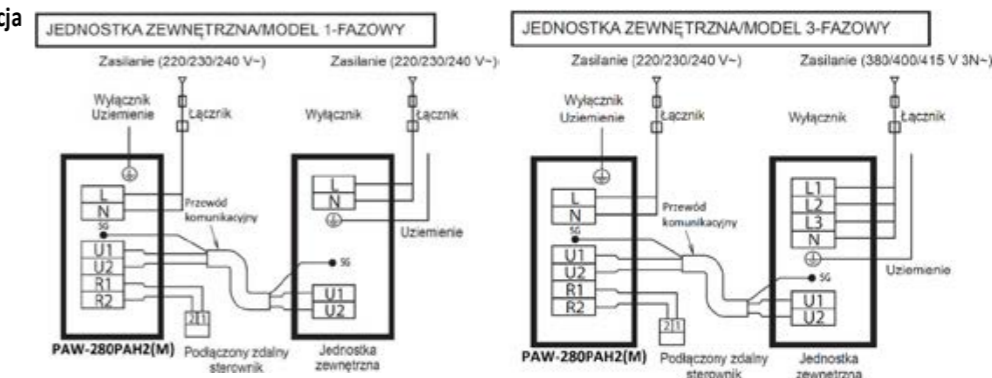 cja
JEDNOSTKA ZEWNĘTRZNA/MODEL 1-FAZOWY
Zasilanie (220/230/240 V~)
Zasilanie (220/230/240 V~)
Wyłącznik
Uziemienie
Łącznik
Wyłącznik
Łącznik
L
N
SG
U1
U2
R1
R2
Przewód
komunikacyjny
L
N
Uziemienie
SG
U1
U2
2 1
PAW-280PAH2(M)
Podłączony zdalny
sterownik
Jednostka
zewnętrzna
JEDNOSTKA ZEWNĘTRZNA/MODEL 3-FAZOWY
Zasilanie (220/230/240 V~)
Zasilanie (380/400/415 V 3N~)
Wyłącznik
Uziemienie
Łącznik
Wyłącznik
Łącznik
L
N
SG
U1
U2
R1
R2
Przewód
komunikacyjny
L1
L2
L3
N
Uziemienie
SG
U1
U2
2 1
PAW-280PAH2(M)
Podłączony zdalny
sterownik
Jednostka
zewnętrzna